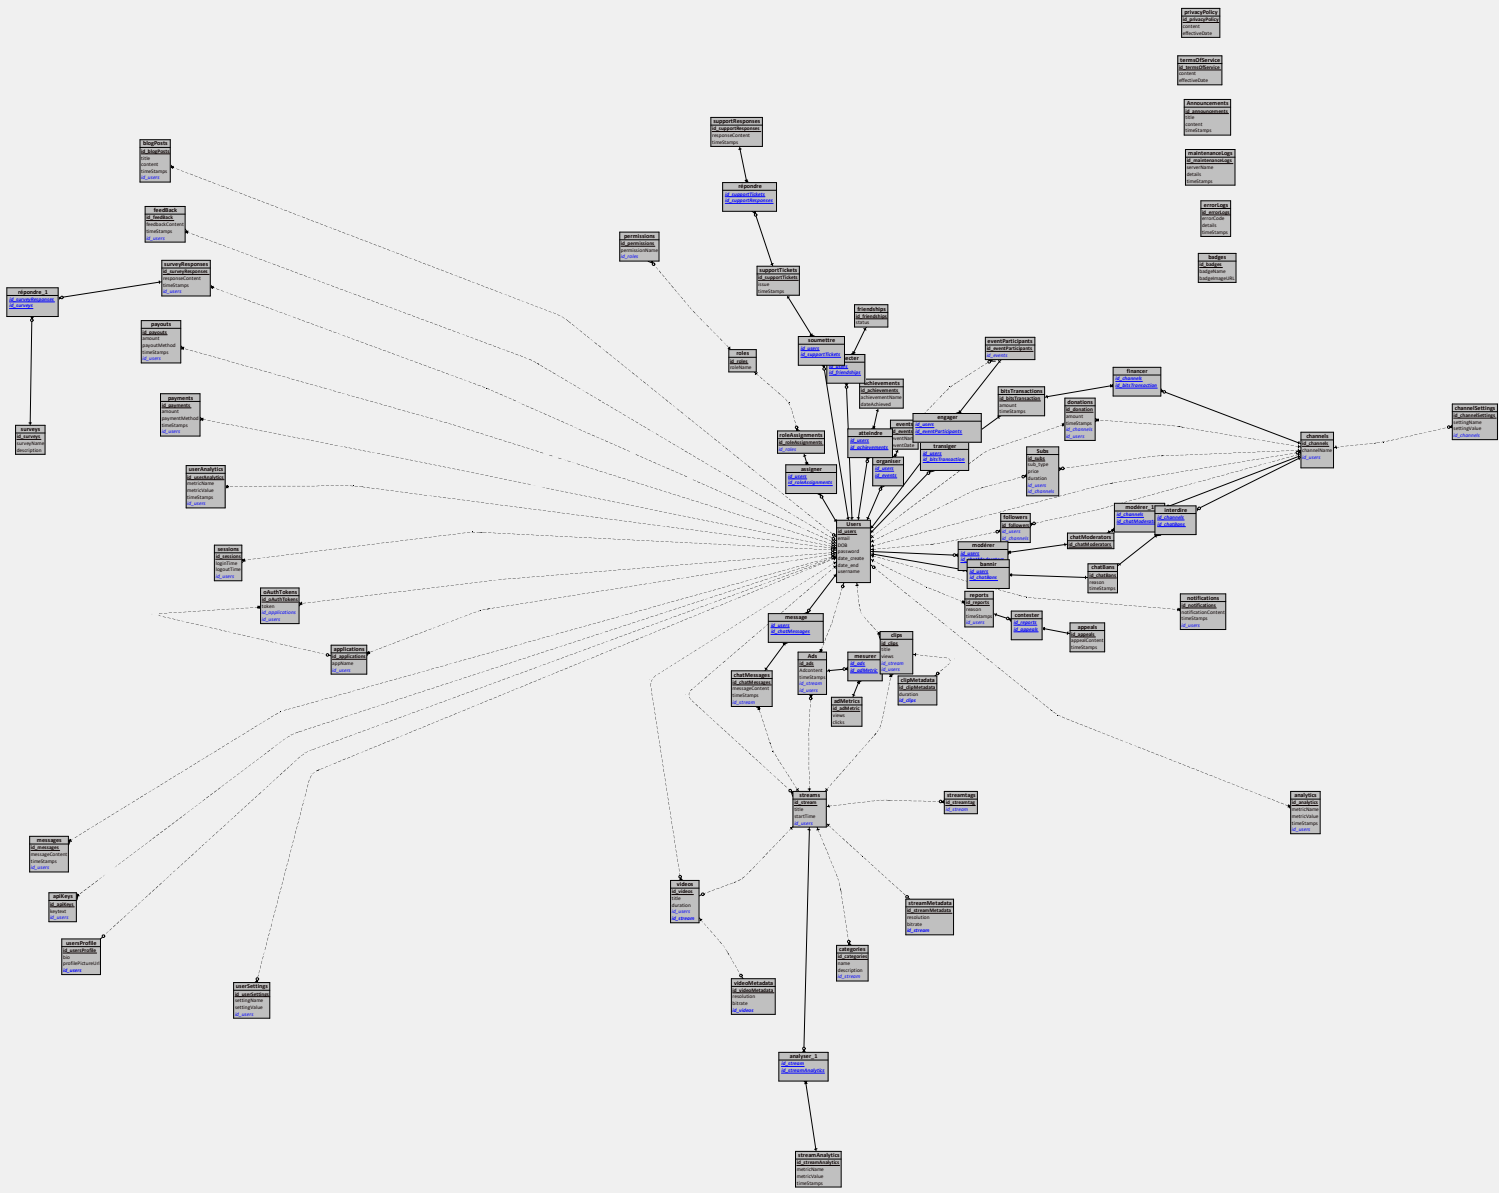 privacyPolicy
id_privacyPolicy
content
effectiveDate
termsOfService
id_termsOfService
content
effectiveDate
Announcements
id_announcements
title
content
timeStamps
maintenanceLogs
id_maintenanceLogs
serverName
details
timeStamps
errorLogs
id_errorLogs
errorCode
details
timeStamps
badges
id_badges
badgeName
badgeImageURL
supportResponses
id_supportResponses
responseContent
timeStamps
répondre
id_supportTickets
id_supportResponses
supportTickets
id_supportTickets
issue
timeStamps
blogPosts
id_blogPosts
title
content
timeStamps
id_users
feedBack
id_feedBack
feedbackContent
timeStamps
id_users
surveyResponses
id_surveyResponses
responseContent
timeStamps
id_users
répondre_1
id_surveyResponses
id_surveys
surveys
id_surveys
surveyName
description
payouts
id_payouts
amount
payoutMethod
timeStamps
id_users
payments
id_payments
amount
paymentMethod
timeStamps
id_users
userAnalytics
id_userAnalytics
metricName
metricValue
timeStamps
id_users
sessions
id_sessions
loginTime
logoutTime
id_users
oAuthTokens
id_oAuthTokens
token
id_applications
id_users
applications
id_applications
appName
id_users
permissions
id_permissions
permissionName
id_roles
roles
id_roles
roleName
roleAssignments
id_roleAssignments
id_roles
assigner
id_users
id_roleAssignments
friendships
id_friendships
status
soumettre
id_users
id_supportTickets
id_friendships
id_achievements
achievementName
dateAchieved
atteindre
id_users
id_achievements
organiser
id_users
id_events
engager
id_users
id_eventParticipants
transiger
id_users
id_bitsTransaction
eventParticipants
id_eventParticipants
id_events
bitsTransactions
id_bitsTransaction
amount
timeStamps
financer
id_channels
id_bitsTransaction
donations
id_donation
amount
timeStamps
id_channels
id_users
Subs
id_subs
sub_type
price
duration
id_users
id_channels
channels
id_channels
channelName
id_users
channelSettings
id_channelSettings
settingName
settingValue
id_channels
followers
id_followers
id_users
id_channels
modérer_1
id_channels
interdire
id_channels
id_chatBans
chatModerators
id_chatModerators
modérer
id_users
bannir
id_users
id_chatBans
chatBans
id_chatBans
reason
timeStamps
Users
id_users
email
DOB
password
date_create
date_end
username
reports
id_reports
reason
timeStamps
id_users
contester
id_reports
id_appeals
appeals
id_appeals
appealContent
timeStamps
notifications
id_notifications
notificationContent
timeStamps
id_users
message
id_users
id_chatMessages
chatMessages
id_chatMessages
messageContent
timeStamps
id_stream
Ads
id_ads
Adcontent
timeStamps
id_stream
id_users
mesurer
id_ads
id_adMetric
adMetrics
id_adMetric
views
clicks
clips
id_clips
title
views
id_stream
id_users
clipMetadata
id_clipMetadata
duration
id_clips
streams
id_stream
title
startTime
id_users
streamtags
id_streamtag
id_stream
analytics
id_analytics
metricName
metricValue
timeStamps
id_users
messages
id_messages
messageContent
timeStamps
id_users
apiKeys
id_apiKeys
keytext
id_users
usersProfile
id_usersProfile
bio
profilePictureUrl
id_users
userSettings
id_userSettings
settingName
settingValue
id_users
videos
id_videos
title
duration
id_users
id_stream
videoMetadata
id_videoMetadata
resolution
bitrate
id_videos
categories
id_categories
name
description
id_stream
streamMetadata
id_streamMetadata
resolution
bitrate
id_stream
analyser_1
id_stream
id_streamAnalytics
streamAnalytics
id_streamAnalytics
metricName
metricValue
timeStamps